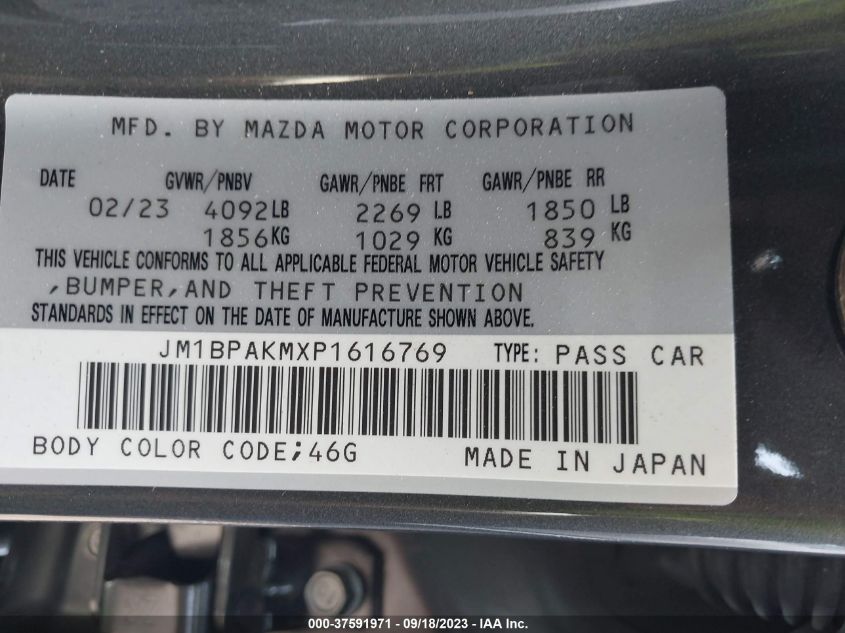 MFD. BY MAZDA MOTOR CORPORATION
DATE GVWR/PNBV GAWR/PNBE FRT GAWR/PNBE RR
02/23 4092LB 2269 LB 1850 LB
1856KG 1029 KG 839 KG
THIS VEHICLE CONFORMS TO ALL APPLICABLE FEDERAL MOTOR VEHICLE SAFETY
,BUMPER,AND THEFT PREVENTION
STANDARDS IN EFFECT ON THE DATE OF MANUFACTURE SHOWN ABOVE.
JM1BPAKMXP1616769 TYPE: PASS CAR
BODY COLOR CODE;46G MADE IN JAPAN
000-37591971 - 09/18/2023 - IAA Inc.